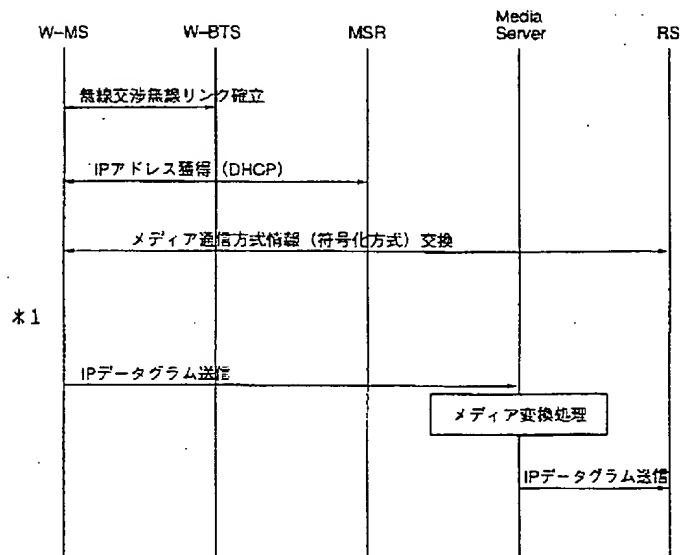 W-MS W-BTS MSR Media Server RS
無線交渉無線リンク確立
IPアドレス獲得（DHCP）
メディア通信方式情報（符号化方式）交換
*1
IPデータグラム送信
メディア変換処理
IPデータグラム送信